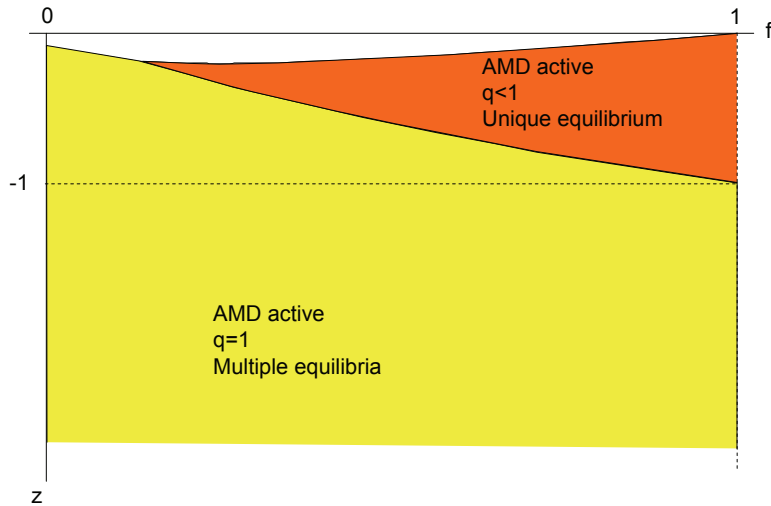 0
1
f
AMD active
q<1
Unique equilibrium
-1
AMD active
q=1
Multiple equilibria
z